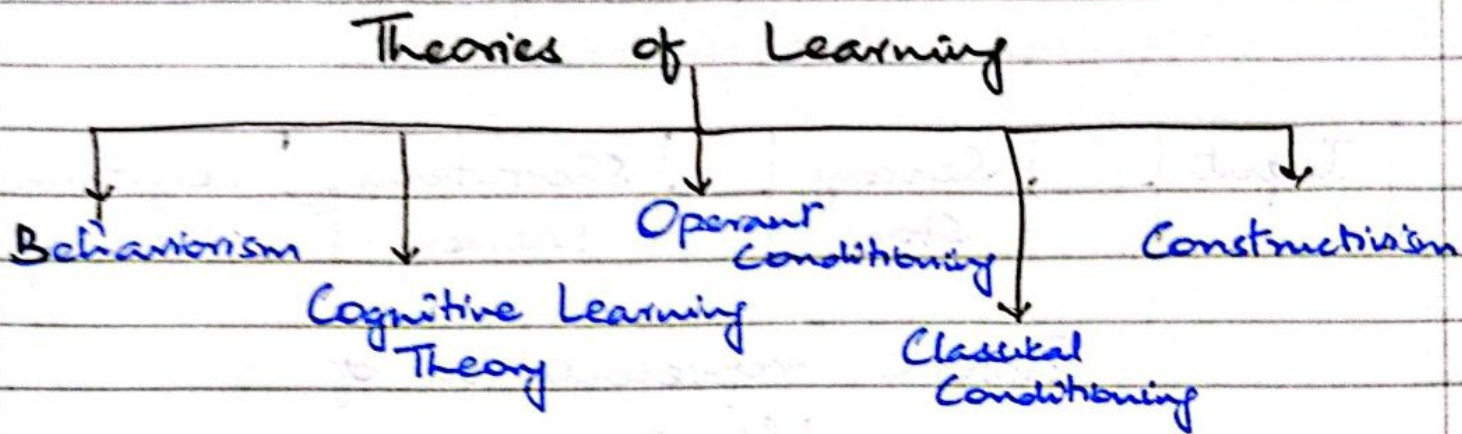 Theories of Learning
Behaviorism
Cognitive Learning
Theory
Operant
Conditioning
Classical
Conditioning
Constructivism